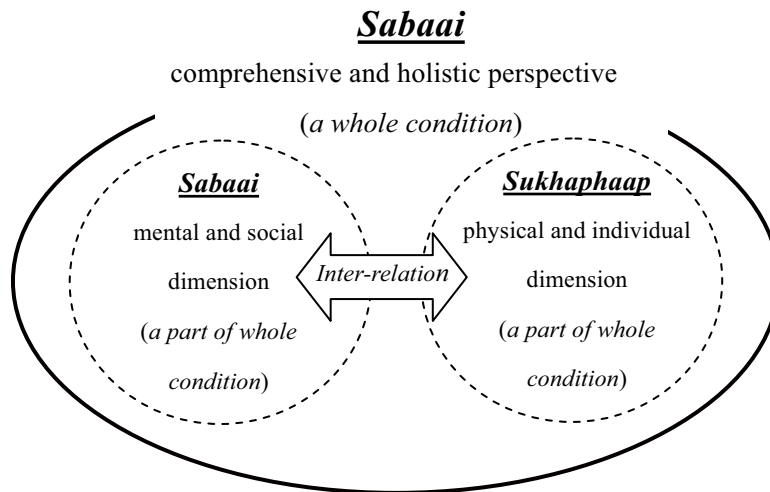 Sabaai
comprehensive and holistic perspective
(a whole condition)
Sabaai
mental and social
dimension
(a part of whole
condition)
Inter-relation
Sukhaphaap
physical and individual
dimension
(a part of whole
condition)